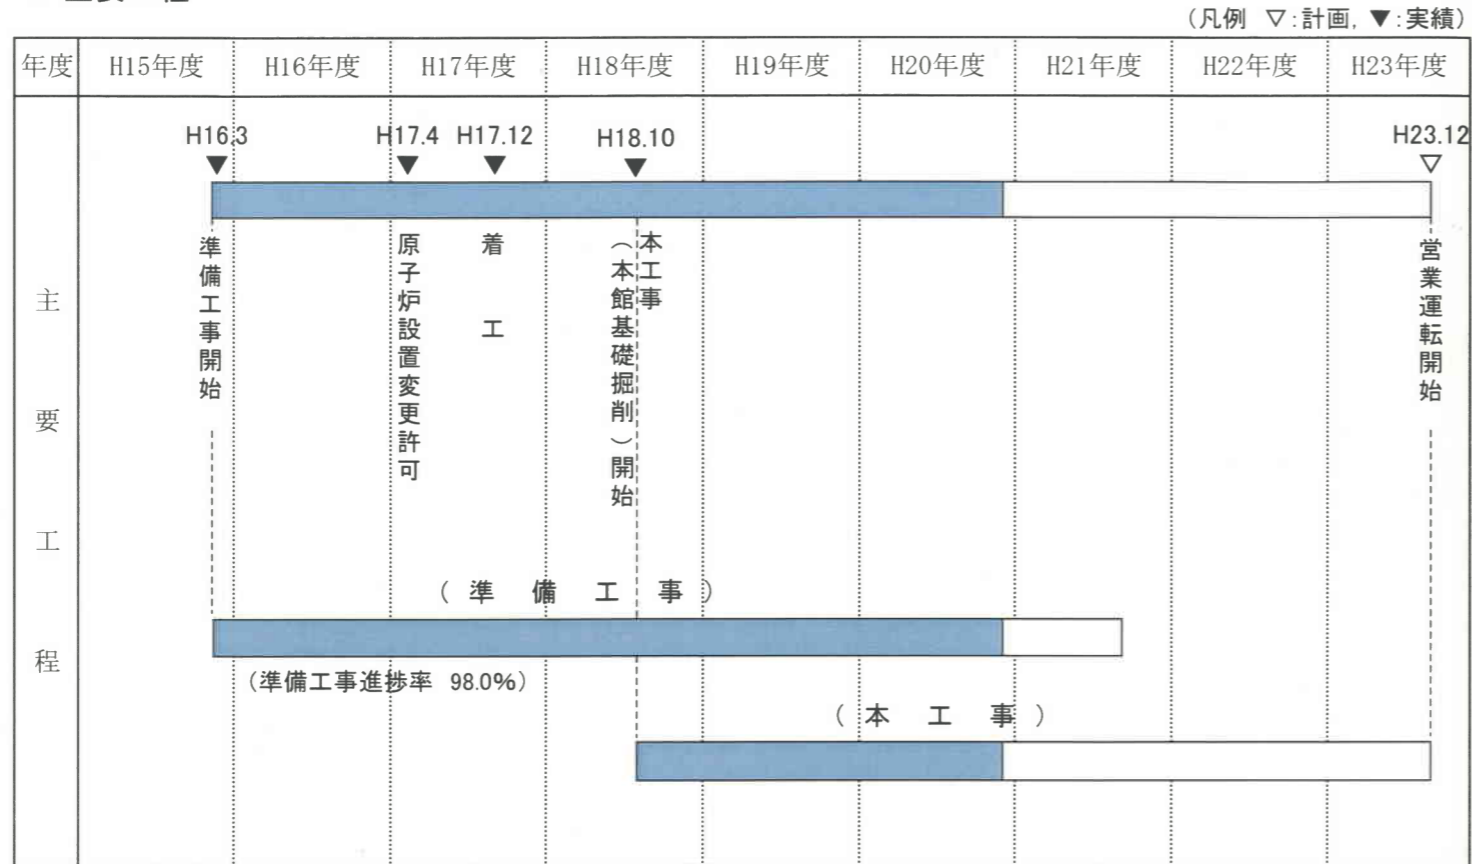 (凡例 ▽:計画, ▼:実績)
年度 H15年度 H16年度 H17年度 H18年度 H19年度 H20年度 H21年度 H22年度 H23年度
主要工程
H16.3 H17.4 H17.12 H18.10 H23.12
▼ ▼ ▼ ▼ ▽
準備工事開始
原子炉設置変更許可
着工
本工事
(本館基礎掘削)開始
営業運転開始
(準備工事)
(準備工事進捗率 98.0%)
(本工事)